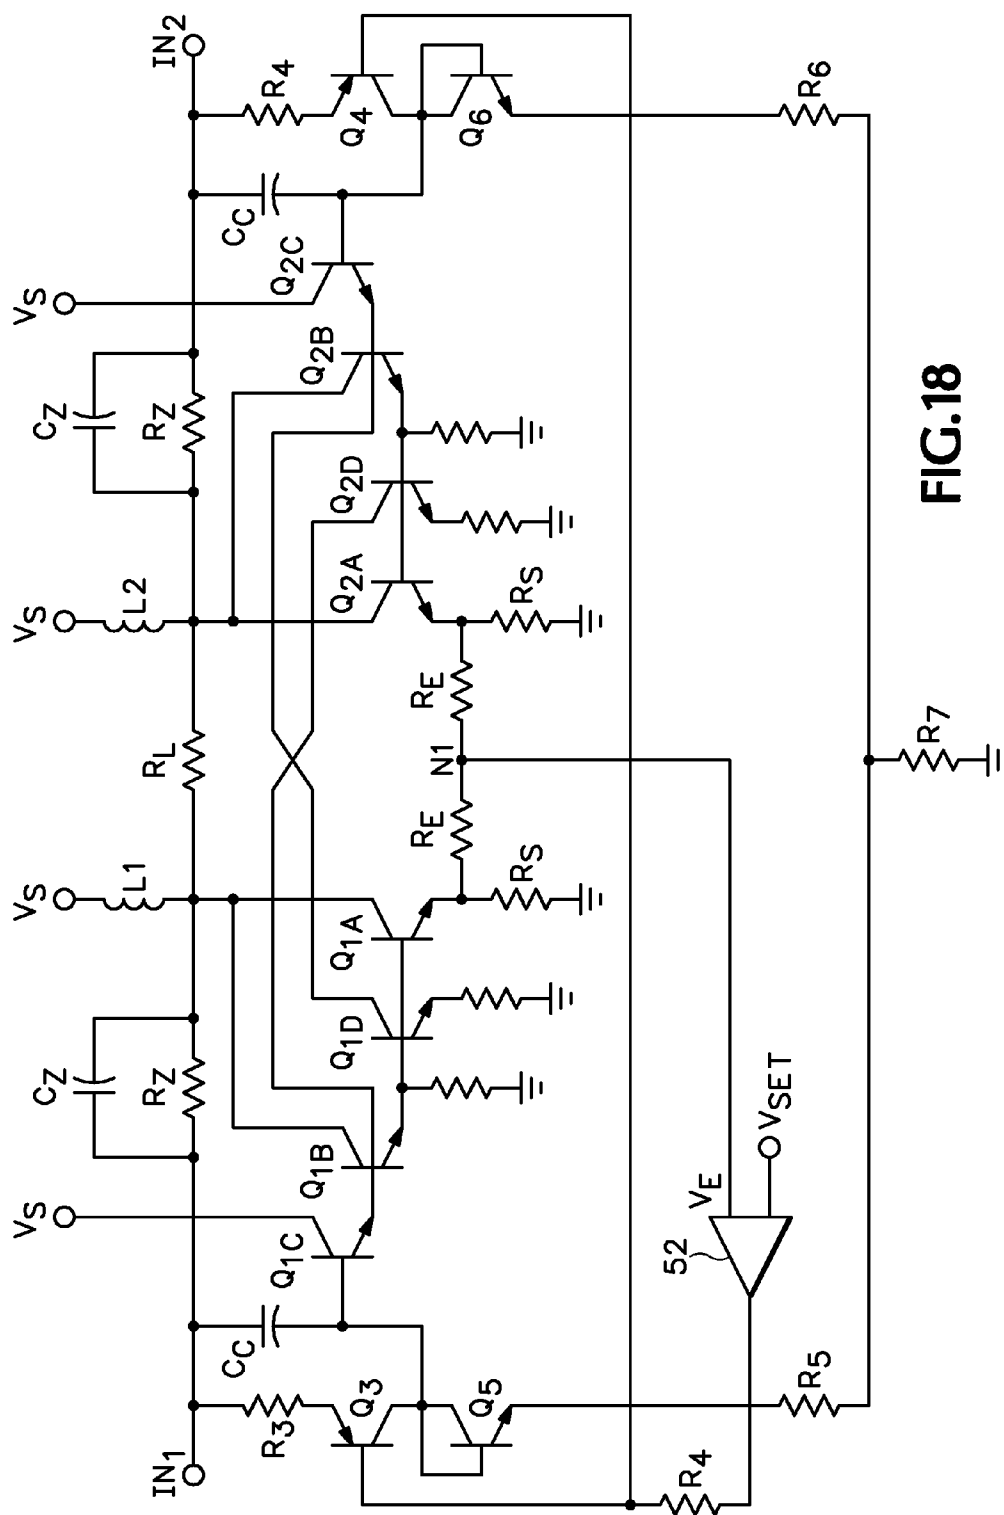 IN1
IN2
VS
VS
VS
VS
CZ
RZ
L1
RL
L2
CZ
RZ
CC
R3
Q3
Q5
Q1C
Q1B
Q1D
Q1A
RE
N1
RE
RS
RS
Q2A
Q2D
Q2B
Q2C
CC
R4
Q4
Q6
VE
VSET
52
R4
R5
R6
R7
FIG.18